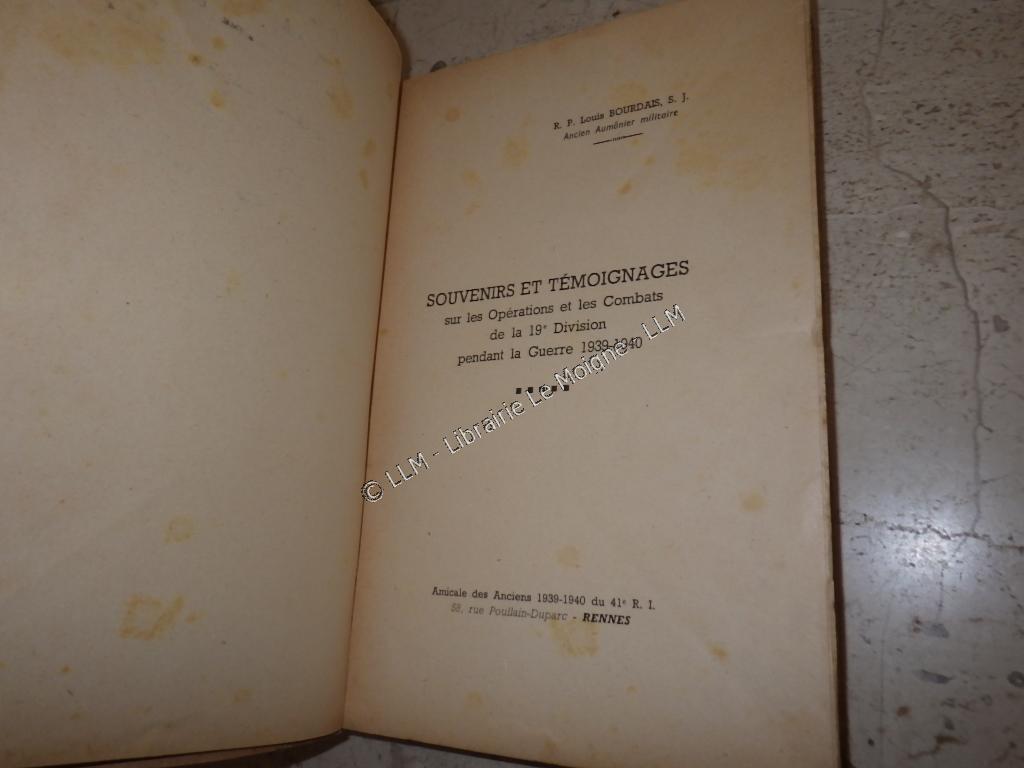 R. P. Louis BOURDAIS, S. J.
Ancien Aumônier militaire
SOUVENIRS ET TÉMOIGNAGES
sur les Opérations et les Combats
de la 19e Division
pendant la Guerre 1939-1940
© LLM - Librairie Le Moigne - LLM
Amicale des Anciens 1939-1940 du 41e R. I.
58, rue Poullain-Duparc - RENNES